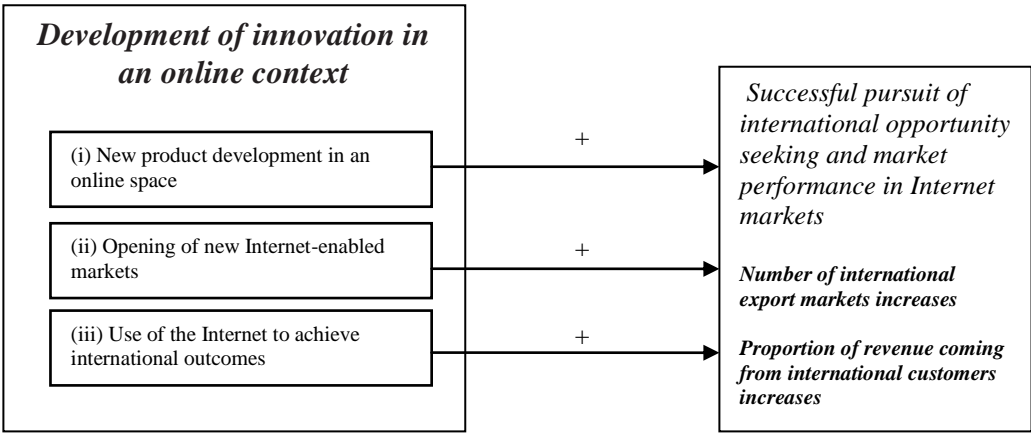 Development of innovation in
an online context
(i) New product development in an
online space
(ii) Opening of new Internet-enabled
markets
(iii) Use of the Internet to achieve
international outcomes
+
+
+
Successful pursuit of
international opportunity
seeking and market
performance in Internet
markets
Number of international
export markets increases
Proportion of revenue coming
from international customers
increases